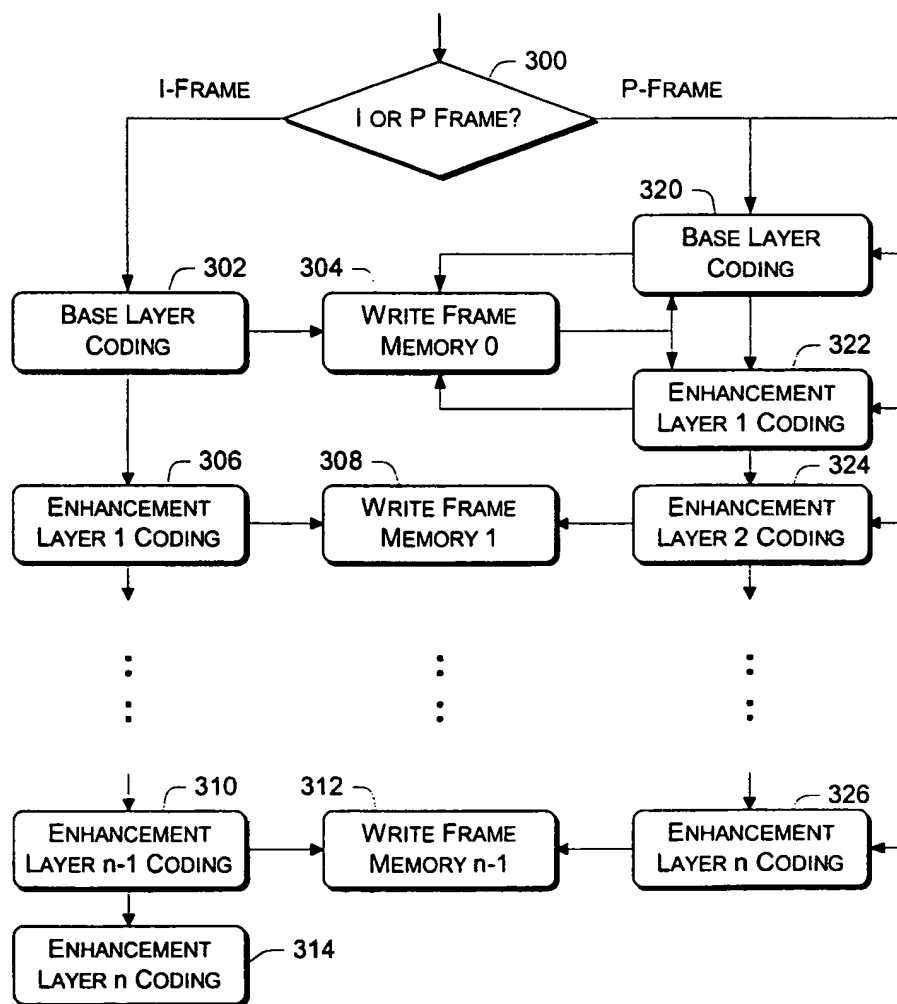 300
I-FRAME
P-FRAME
I OR P FRAME?
320
BASE LAYER
CODING
302
304
BASE LAYER
CODING
WRITE FRAME
MEMORY 0
322
ENHANCEMENT
LAYER 1 CODING
306
308
324
ENHANCEMENT
LAYER 1 CODING
WRITE FRAME
MEMORY 1
ENHANCEMENT
LAYER 2 CODING
310
312
326
ENHANCEMENT
LAYER n-1 CODING
WRITE FRAME
MEMORY n-1
ENHANCEMENT
LAYER n CODING
ENHANCEMENT
LAYER n CODING
314